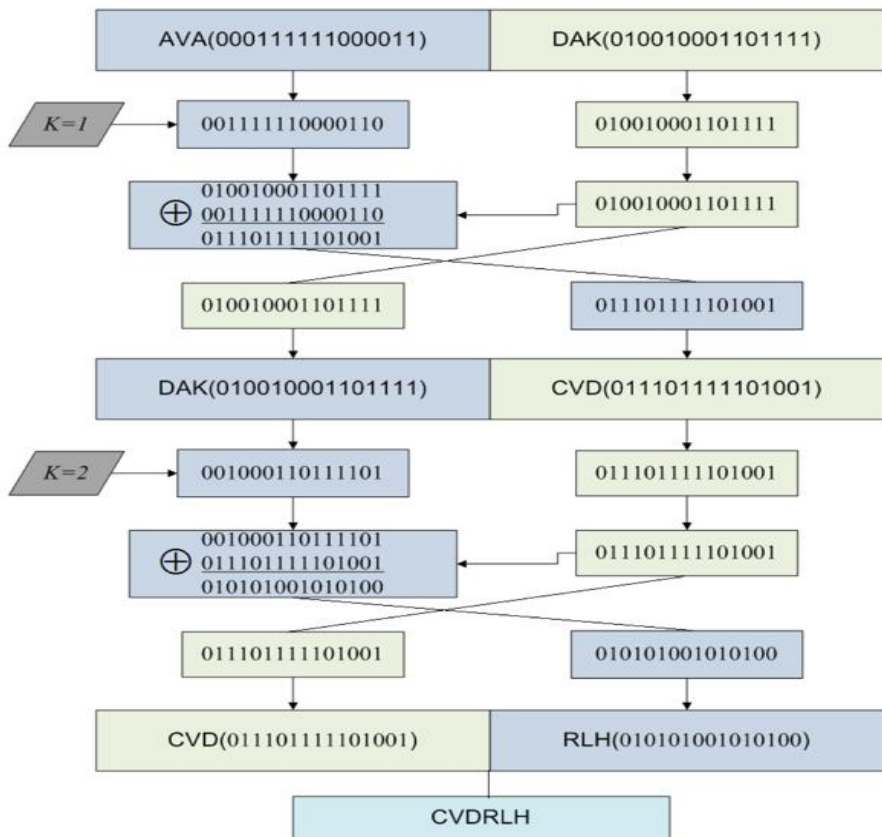 AVA(000111111000011) DAK(010010001101111)
K=1 001111110000110 010010001101111
010010001101111
⊕ 001111110000110 010010001101111
011101111101001
010010001101111 011101111101001
DAK(010010001101111) CVD(011101111101001)
K=2 001000110111101 011101111101001
001000110111101
⊕ 011101111101001 011101111101001
010101001010100
011101111101001 010101001010100
CVD(011101111101001) RLH(010101001010100)
CVDRLH